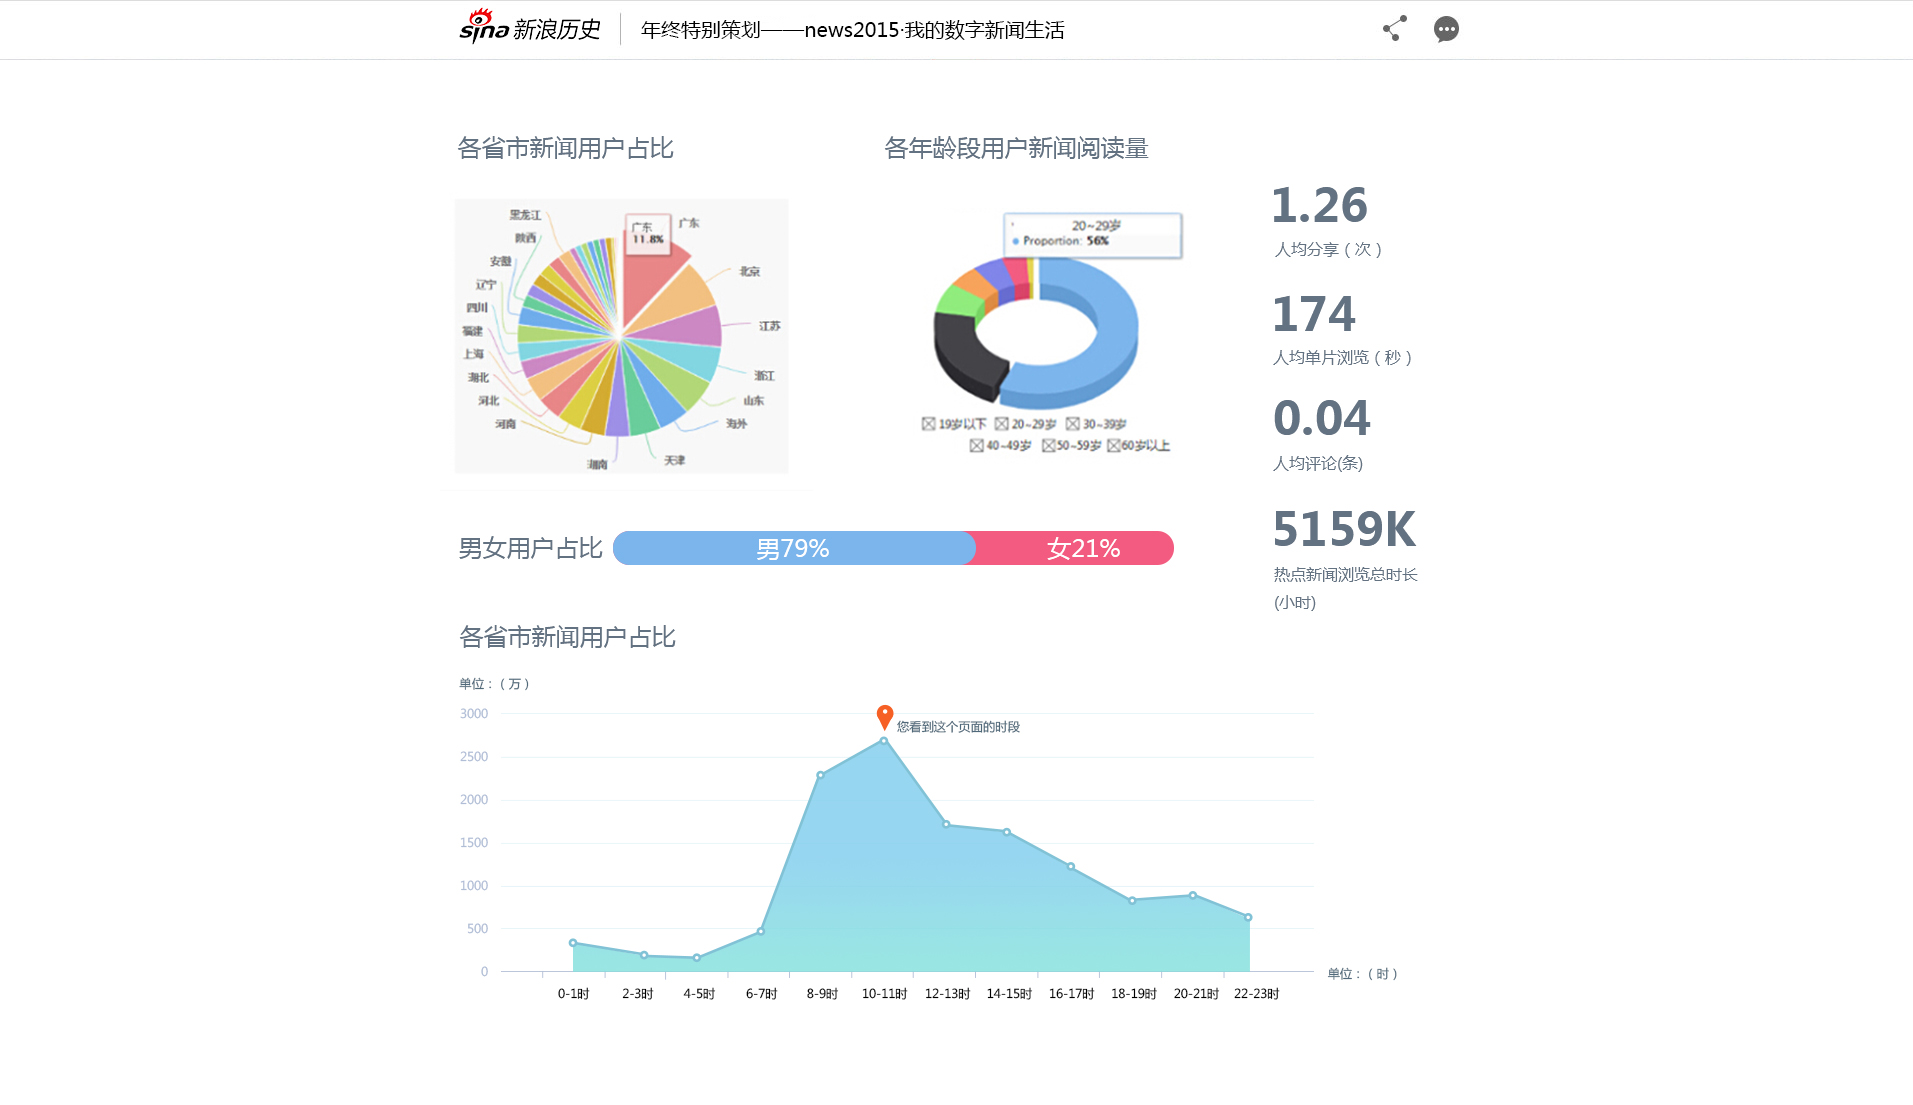 sina 新浪历史
年终特别策划——news2015·我的数字新闻生活
各省市新闻用户占比
各年龄段用户新闻阅读量
黑龙江
陕西
安徽
辽宁
四川
福建
上海
湖北
河北
河南
湖南
天津
海外
山东
浙江
江苏
北京
广东
广东
11.8%
20~29岁
Proportion: 56%
19岁以下 20~29岁 30~39岁
40~49岁 50~59岁 60岁以上
1.26
人均分享（次）
174
人均单片浏览（秒）
0.04
人均评论(条)
5159K
热点新闻浏览总时长
(小时)
男女用户占比 男79% 女21%
各省市新闻用户占比
单位：（万）
3000
2500
2000
1500
1000
500
0
您看到这个页面的时段
0-1时 2-3时 4-5时 6-7时 8-9时 10-11时 12-13时 14-15时 16-17时 18-19时 20-21时 22-23时
单位：（时）